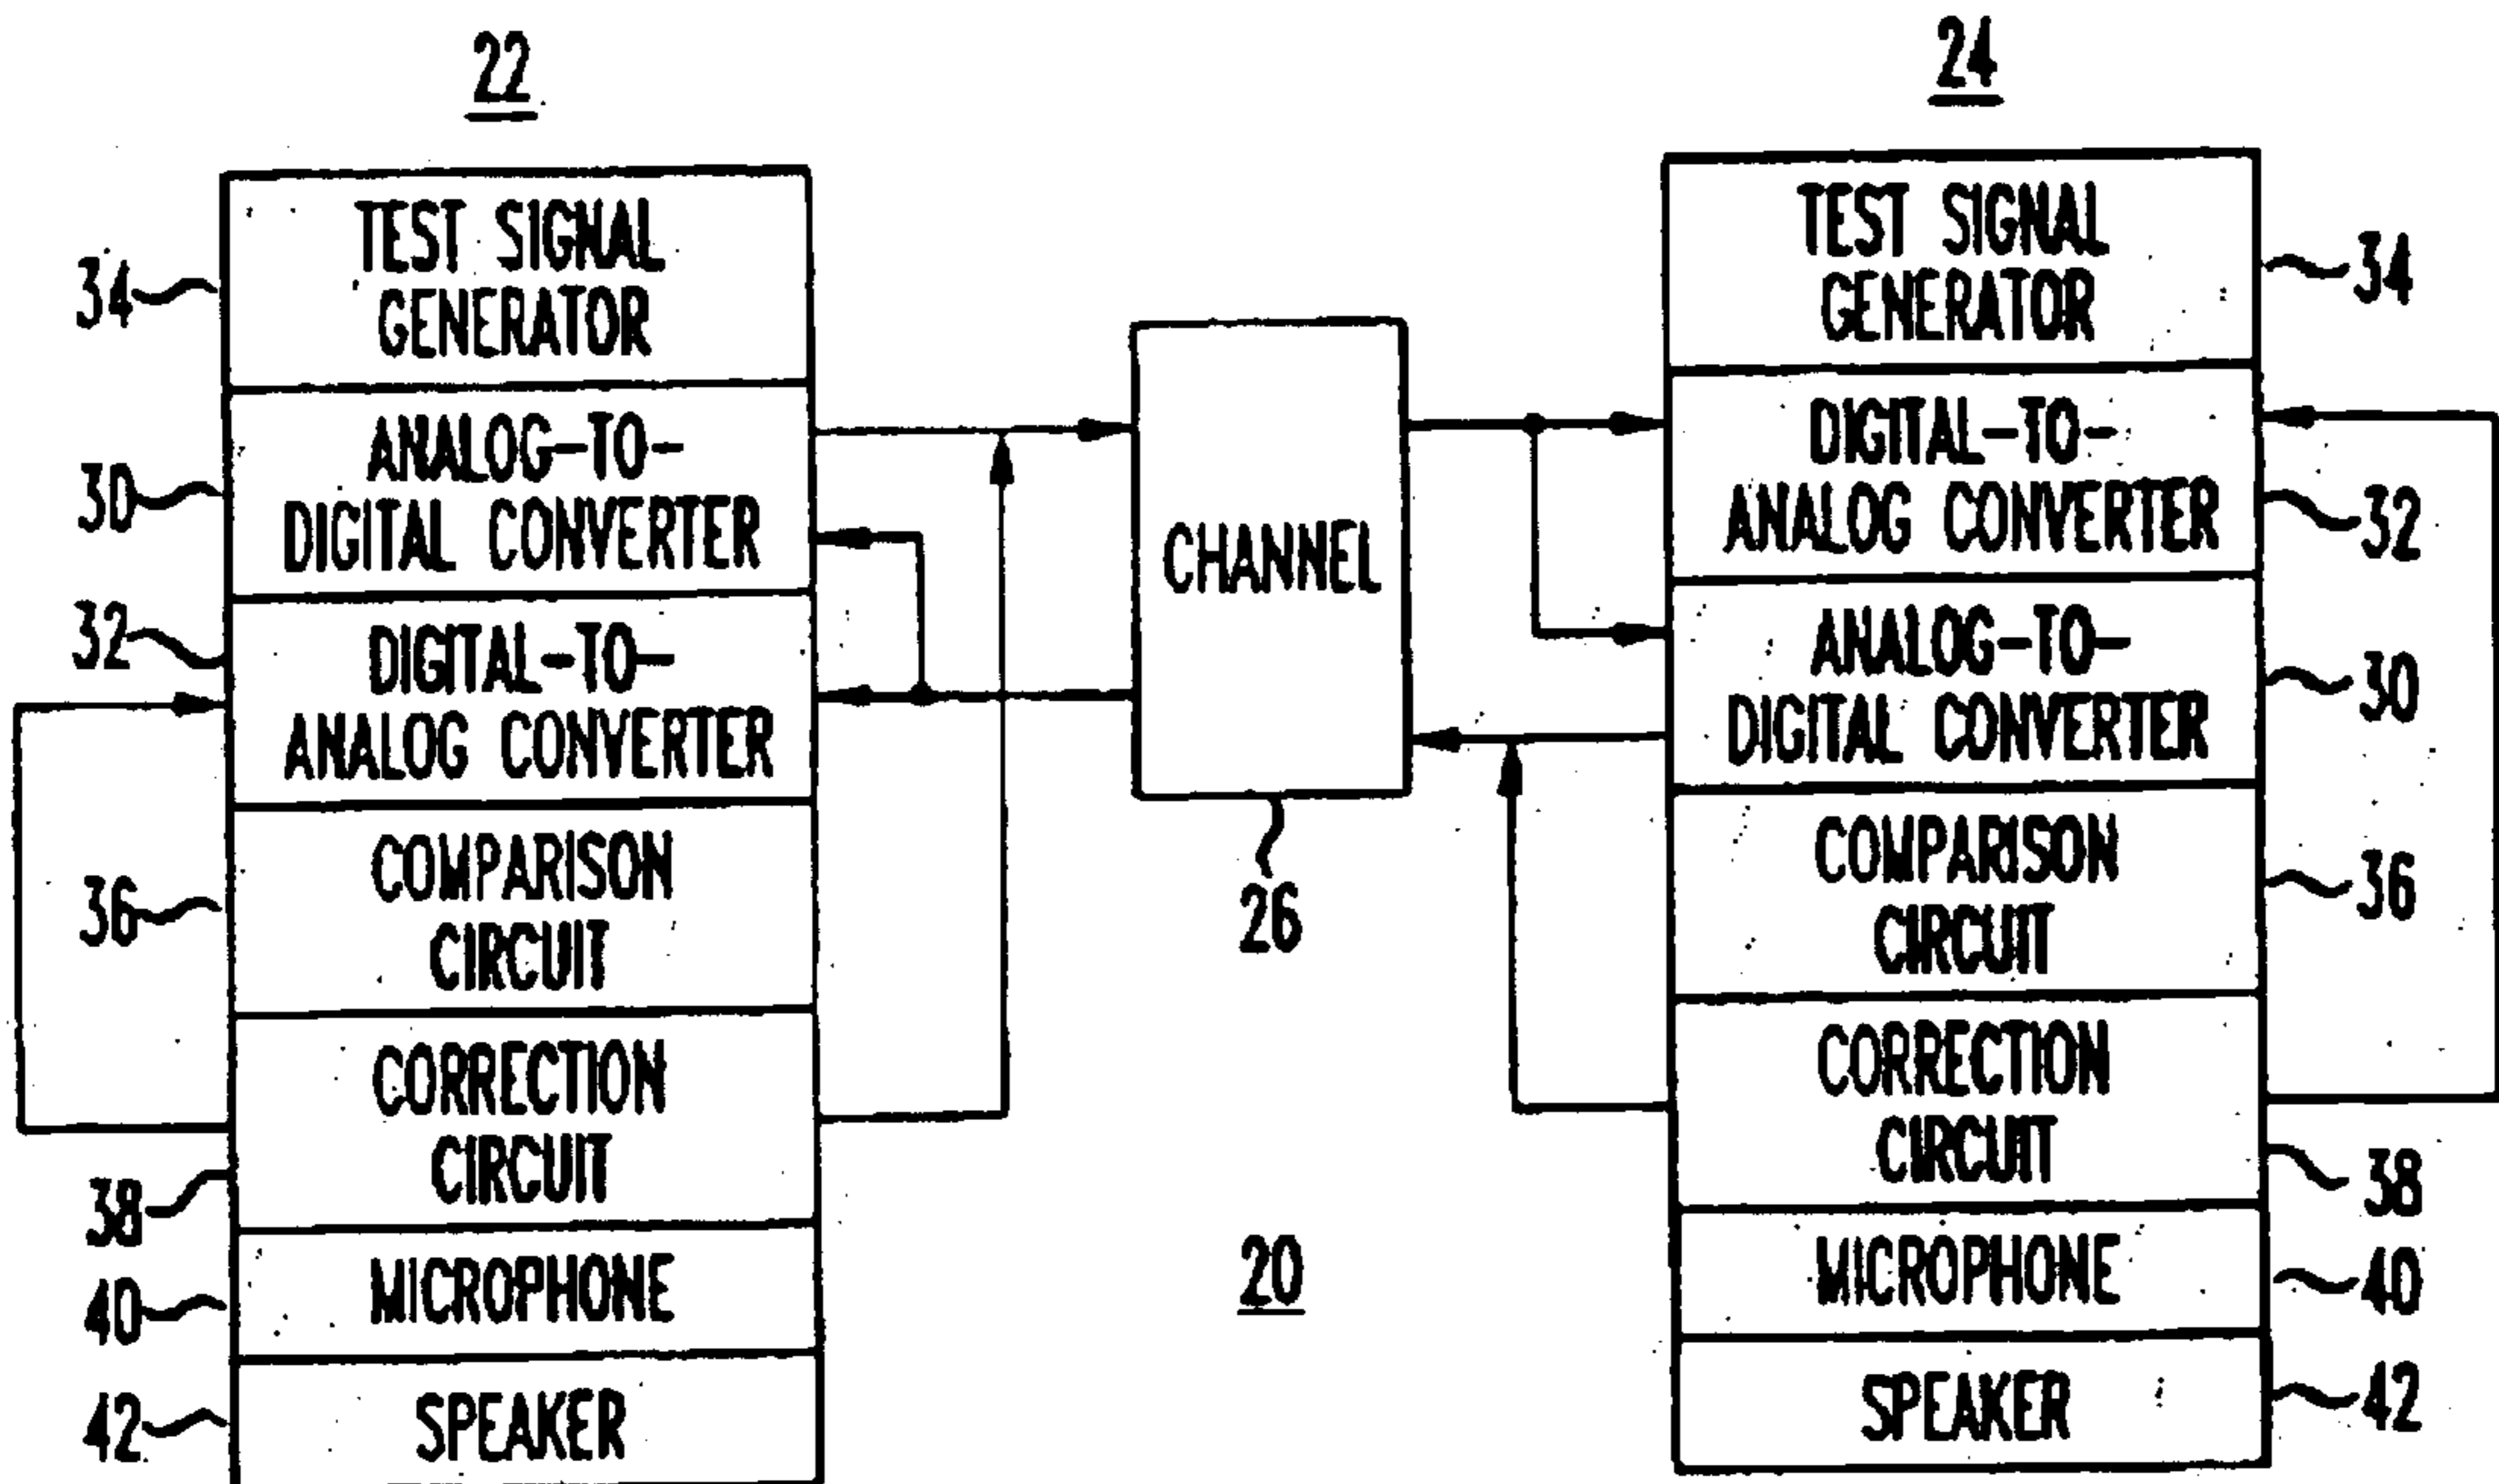 22
34
TEST SIGNAL
GENERATOR
30
ANALOG-TO-
DIGITAL CONVERTER
32
DIGITAL-TO-
ANALOG CONVERTER
36
COMPARISON
CIRCUIT
38
CORRECTION
CIRCUIT
40
MICROPHONE
42
SPEAKER
CHANNEL
26
20
24
TEST SIGNAL
GENERATOR
34
DIGITAL-TO-
ANALOG CONVERTER
32
ANALOG-TO-
DIGITAL CONVERTER
30
COMPARISON
CIRCUIT
36
CORRECTION
CIRCUIT
38
MICROPHONE
40
SPEAKER
42